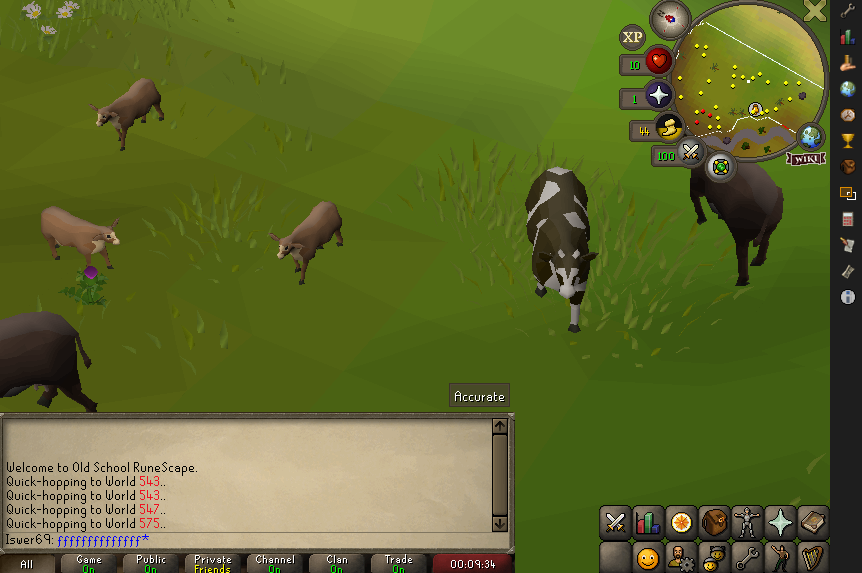 XP
10
1
44
100
WIKI
Accurate
Welcome to Old School RuneScape.
Quick-hopping to World 543..
Quick-hopping to World 543..
Quick-hopping to World 547..
Quick-hopping to World 575..
Iswer69: ffffffffffffff*
All
Game
On
Public
On
Private
Friends
Channel
On
Clan
On
Trade
On
00:09:34